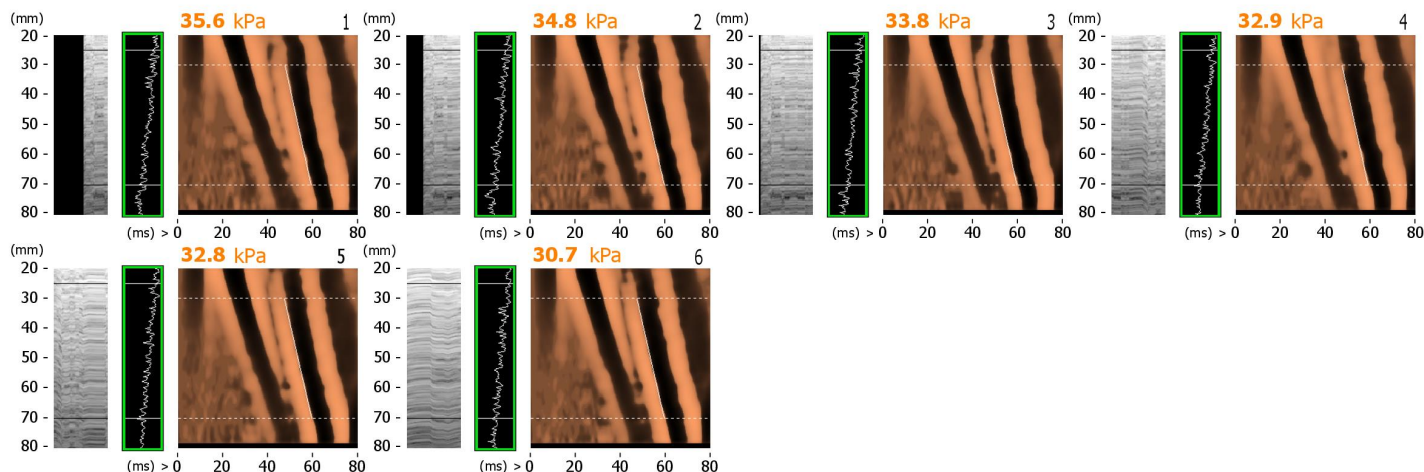 (mm) 35.6 kPa 1 (mm) 34.8 kPa 2 (mm) 33.8 kPa 3 (mm) 32.9 kPa 4
20 - 20 - 20 - 20 -
30 - 30 - 30 - 30 -
40 - 40 - 40 - 40 -
50 - 50 - 50 - 50 -
60 - 60 - 60 - 60 -
70 - 70 - 70 - 70 -
80 - 80 - 80 - 80 -
(ms) > 0 20 40 60 80 (ms) > 0 20 40 60 80 (ms) > 0 20 40 60 80 (ms) > 0 20 40 60 80
(mm) 32.8 kPa 5 (mm) 30.7 kPa 6
20 - 20 -
30 - 30 -
40 - 40 -
50 - 50 -
60 - 60 -
70 - 70 -
80 - 80 -
(ms) > 0 20 40 60 80 (ms) > 0 20 40 60 80